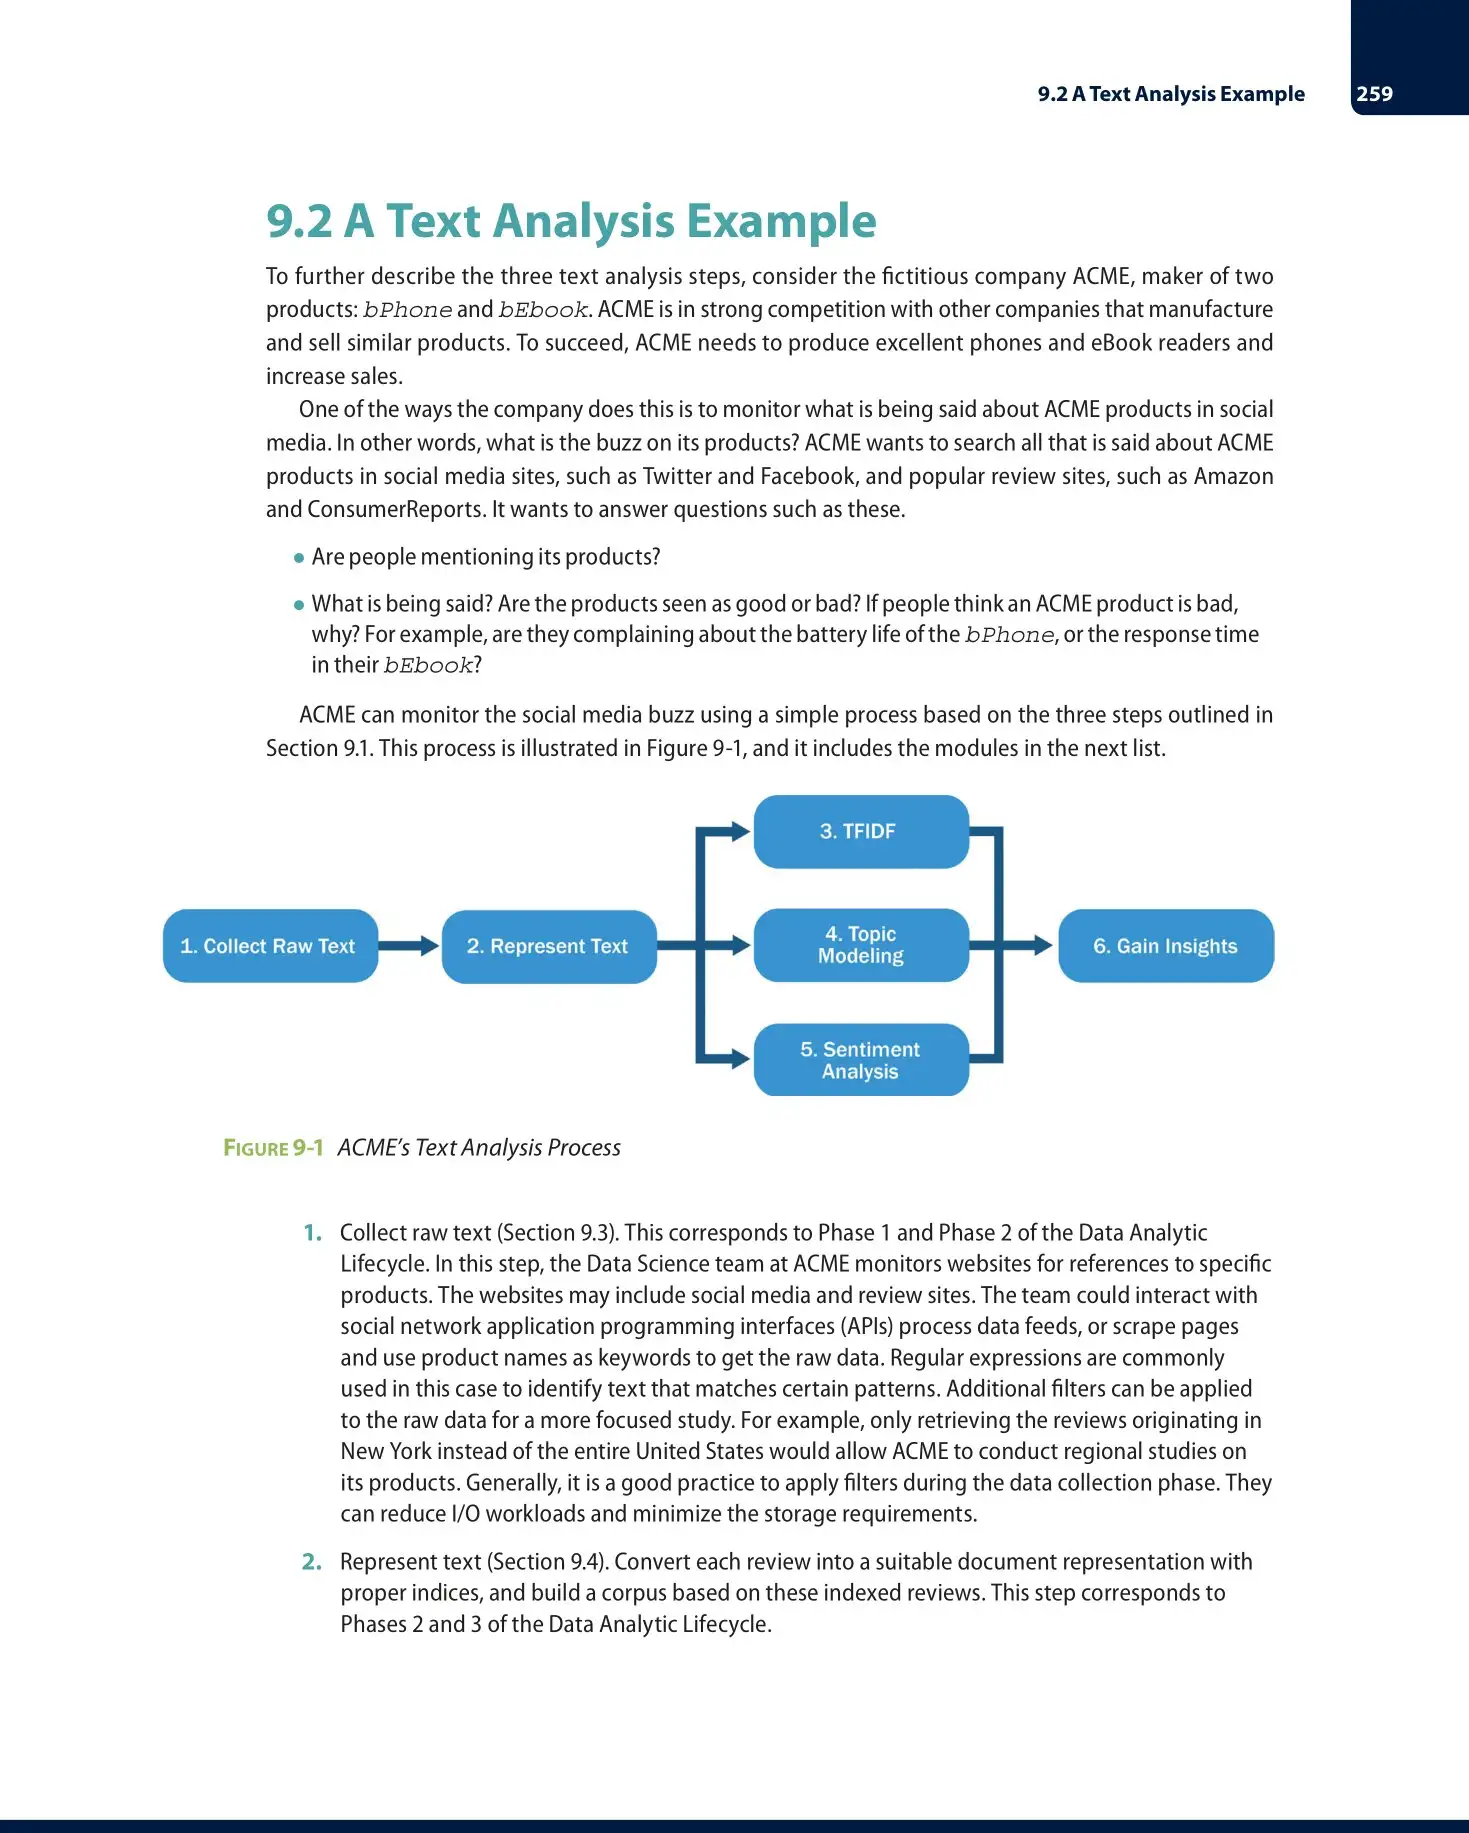 9.2 A Text Analysis Example 259
9.2 A Text Analysis Example
To further describe the three text analysis steps, consider the fictitious company ACME, maker of two
products: bPhone and bEbook. ACME is in strong competition with other companies that manufacture
and sell similar products. To succeed, ACME needs to produce excellent phones and eBook readers and
increase sales.
One of the ways the company does this is to monitor what is being said about ACME products in social
media. In other words, what is the buzz on its products? ACME wants to search all that is said about ACME
products in social media sites, such as Twitter and Facebook, and popular review sites, such as Amazon
and ConsumerReports. It wants to answer questions such as these.
● Are people mentioning its products?
● What is being said? Are the products seen as good or bad? If people think an ACME product is bad,
why? For example, are they complaining about the battery life of the bPhone, or the response time
in their bEbook?
ACME can monitor the social media buzz using a simple process based on the three steps outlined in
Section 9.1. This process is illustrated in Figure 9-1, and it includes the modules in the next list.
1. Collect Raw Text
2. Represent Text
3. TFIDF
4. Topic
Modeling
5. Sentiment
Analysis
6. Gain Insights
FIGURE 9-1 ACME’s Text Analysis Process
1. Collect raw text (Section 9.3). This corresponds to Phase 1 and Phase 2 of the Data Analytic
Lifecycle. In this step, the Data Science team at ACME monitors websites for references to specific
products. The websites may include social media and review sites. The team could interact with
social network application programming interfaces (APIs) process data feeds, or scrape pages
and use product names as keywords to get the raw data. Regular expressions are commonly
used in this case to identify text that matches certain patterns. Additional filters can be applied
to the raw data for a more focused study. For example, only retrieving the reviews originating in
New York instead of the entire United States would allow ACME to conduct regional studies on
its products. Generally, it is a good practice to apply filters during the data collection phase. They
can reduce I/O workloads and minimize the storage requirements.
2. Represent text (Section 9.4). Convert each review into a suitable document representation with
proper indices, and build a corpus based on these indexed reviews. This step corresponds to
Phases 2 and 3 of the Data Analytic Lifecycle.